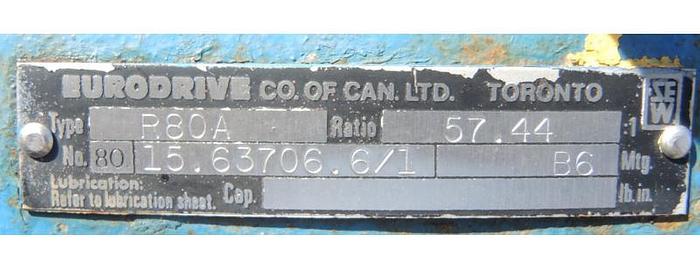 EURODRIVE CO. OF CAN. LTD. TORONTO SEW
Type R80A Ratio 57.44 :1
No. 80. 15.63706.6/1 B6 Mtg.
Lubrication: Cap. lb.in.
Refer to lubrication sheet.